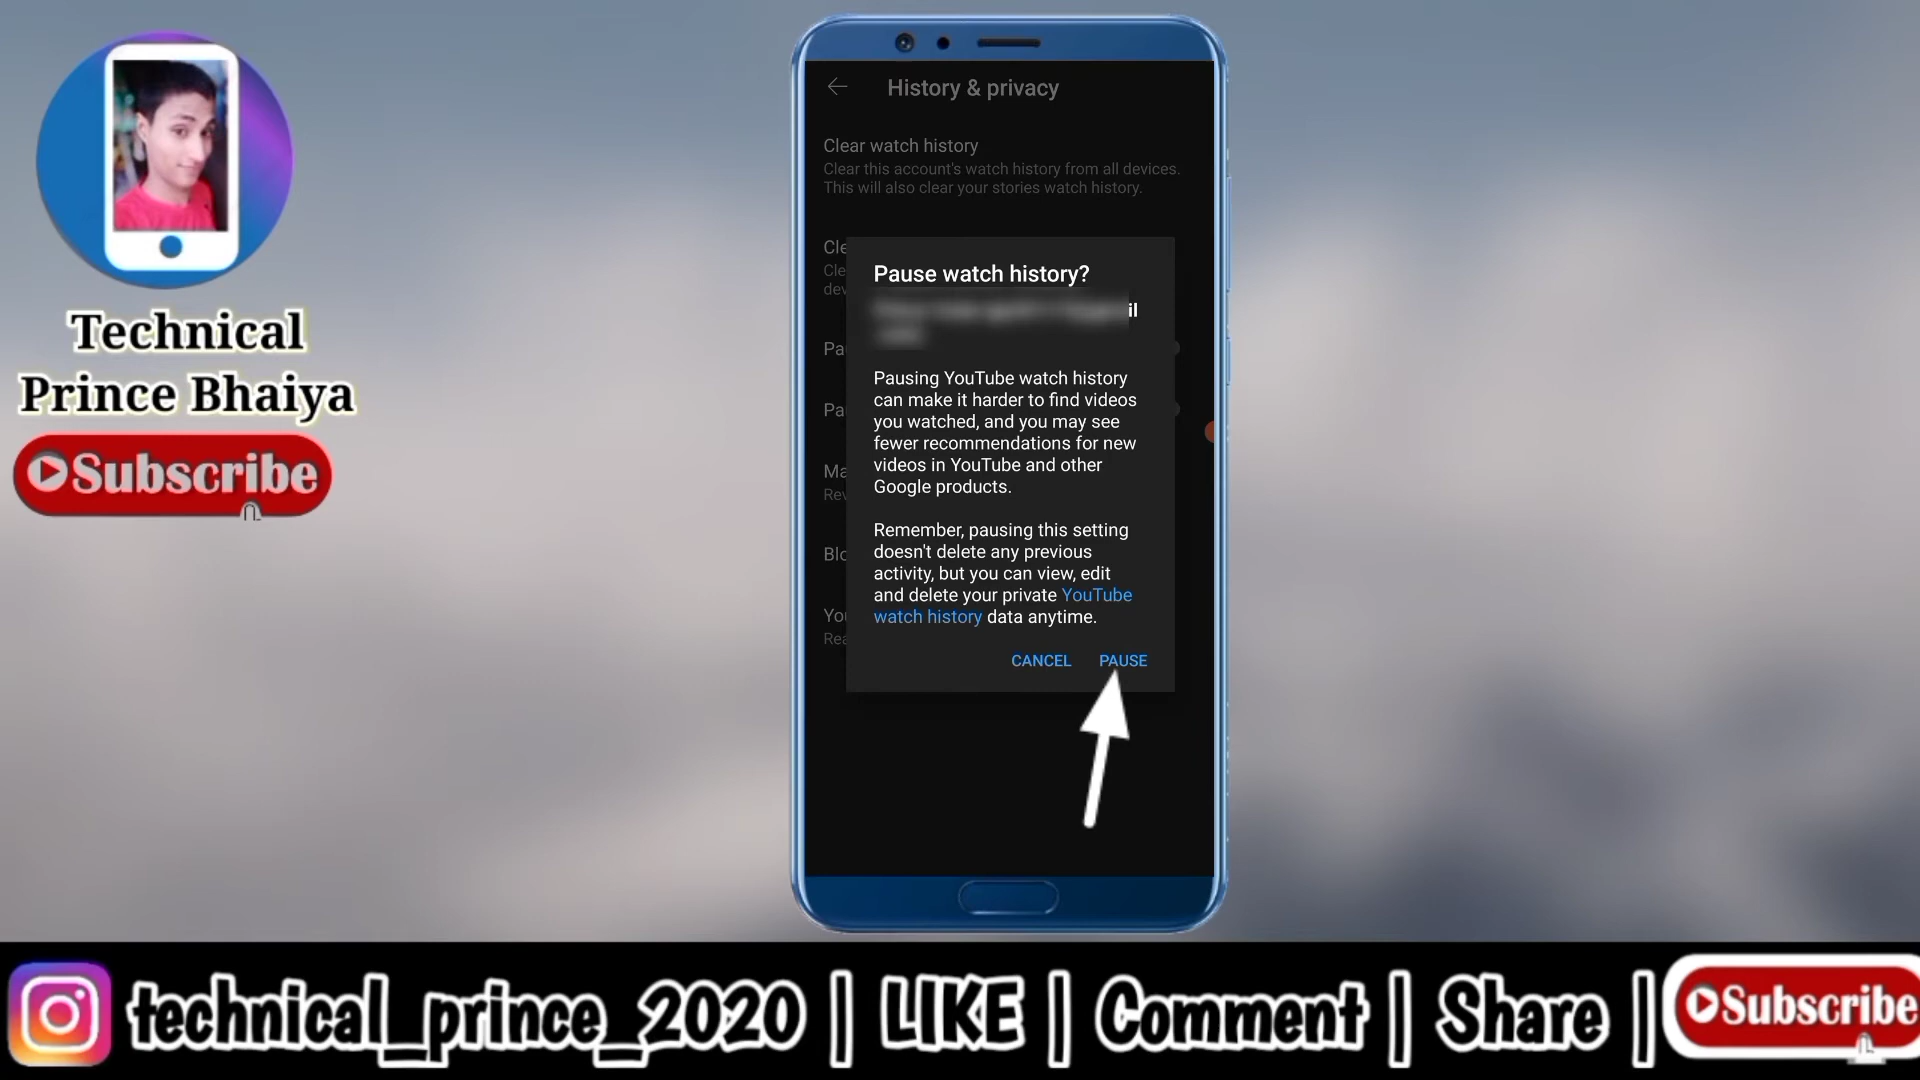 History & privacy
Clear watch history
Clear this account's watch history from all devices.
This will also clear your stories watch history.
Pause watch history?
il
Pausing YouTube watch history
can make it harder to find videos
you watched, and you may see
fewer recommendations for new
videos in YouTube and other
Google products.
Remember, pausing this setting
doesn't delete any previous
activity, but you can view, edit
and delete your private YouTube
watch history data anytime.
CANCEL PAUSE
Technical
Prince Bhaiya
Subscribe
technical_prince_2020 | LIKE | Comment | Share | Subscribe